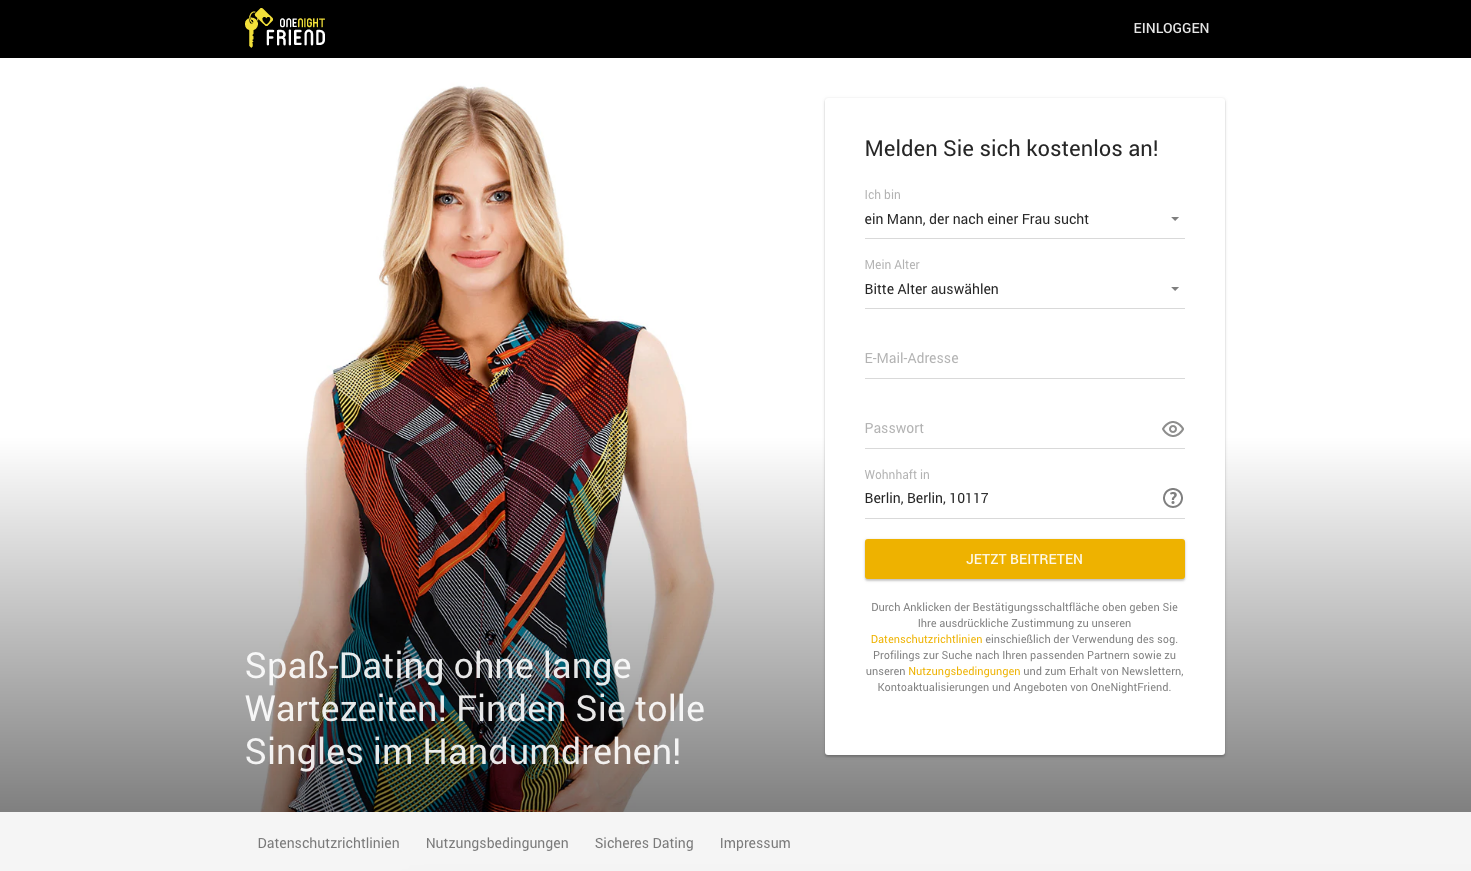 ONENIGHT
FRIEND
EINLOGGEN
Melden Sie sich kostenlos an!
Ich bin
ein Mann, der nach einer Frau sucht
Mein Alter
Bitte Alter auswählen
E-Mail-Adresse
Passwort
Wohnhaft in
Berlin, Berlin, 10117
JETZT BEITRETEN
Durch Anklicken der Bestätigungsschaltfläche oben geben Sie
Ihre ausdrückliche Zustimmung zu unseren
Datenschutzrichtlinien einschießlich der Verwendung des sog.
Profilings zur Suche nach Ihren passenden Partnern sowie zu
unseren Nutzungsbedingungen und zum Erhalt von Newslettern,
Kontoaktualisierungen und Angeboten von OneNightFriend.
Spaß-Dating ohne lange
Wartezeiten! Finden Sie tolle
Singles im Handumdrehen!
Datenschutzrichtlinien Nutzungsbedingungen Sicheres Dating Impressum